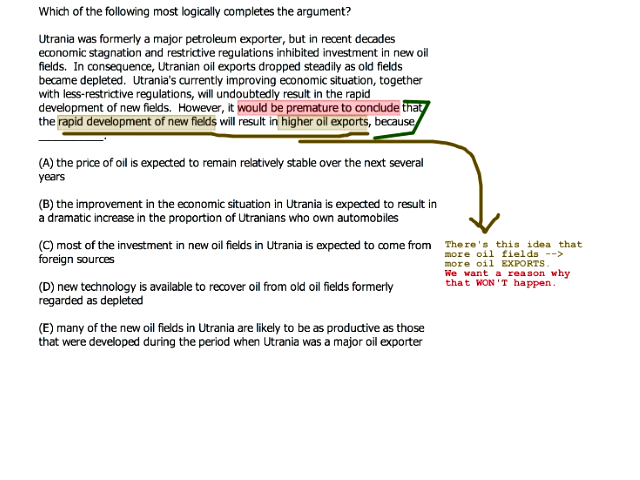 Which of the following most logically completes the argument?
Utrania was formerly a major petroleum exporter, but in recent decades
economic stagnation and restrictive regulations inhibited investment in new oil
fields. In consequence, Utranian oil exports dropped steadily as old fields
became depleted. Utrania's currently improving economic situation, together
with less-restrictive regulations, will undoubtedly result in the rapid
development of new fields. However, it would be premature to conclude that
the rapid development of new fields will result in higher oil exports, because
___________.
(A) the price of oil is expected to remain relatively stable over the next several
years
(B) the improvement in the economic situation in Utrania is expected to result in
a dramatic increase in the proportion of Utranians who own automobiles
(C) most of the investment in new oil fields in Utrania is expected to come from
foreign sources
(D) new technology is available to recover oil from old oil fields formerly
regarded as depleted
(E) many of the new oil fields in Utrania are likely to be as productive as those
that were developed during the period when Utrania was a major oil exporter
There's this idea that
more oil fields -->
more oil EXPORTS.
We want a reason why
that WON'T happen.